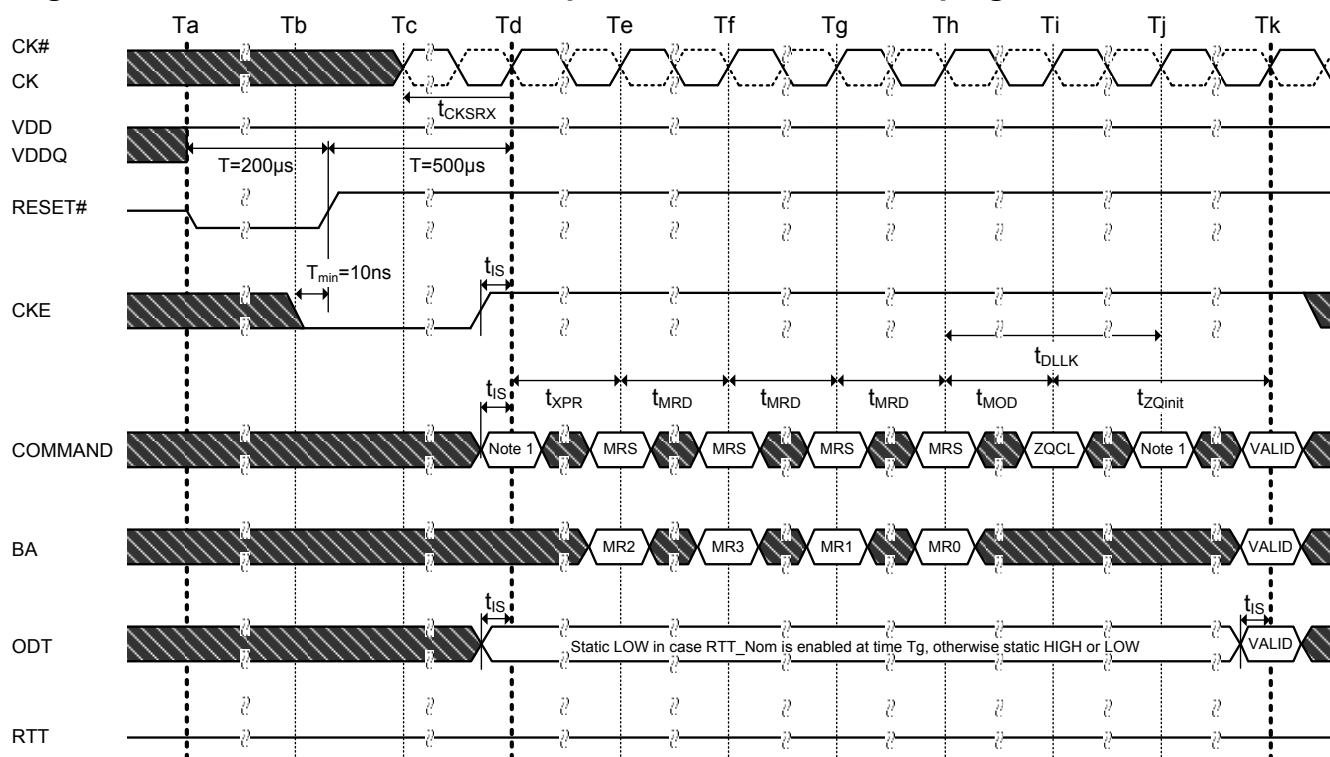 Ta Tb Tc Td Te Tf Tg Th Ti Tj Tk
CK#
CK
tCKSRX
VDD
VDDQ
T=200µs T=500µs
RESET#
Tmin=10ns tIS
CKE
tDLLK
tIS tXPR tMRD tMRD tMRD tMOD tZQinit
COMMAND Note 1 MRS MRS MRS MRS ZQCL Note 1 VALID
BA MR2 MR3 MR1 MR0 VALID
tIS tIS
ODT Static LOW in case RTT_Nom is enabled at time Tg, otherwise static HIGH or LOW VALID
RTT